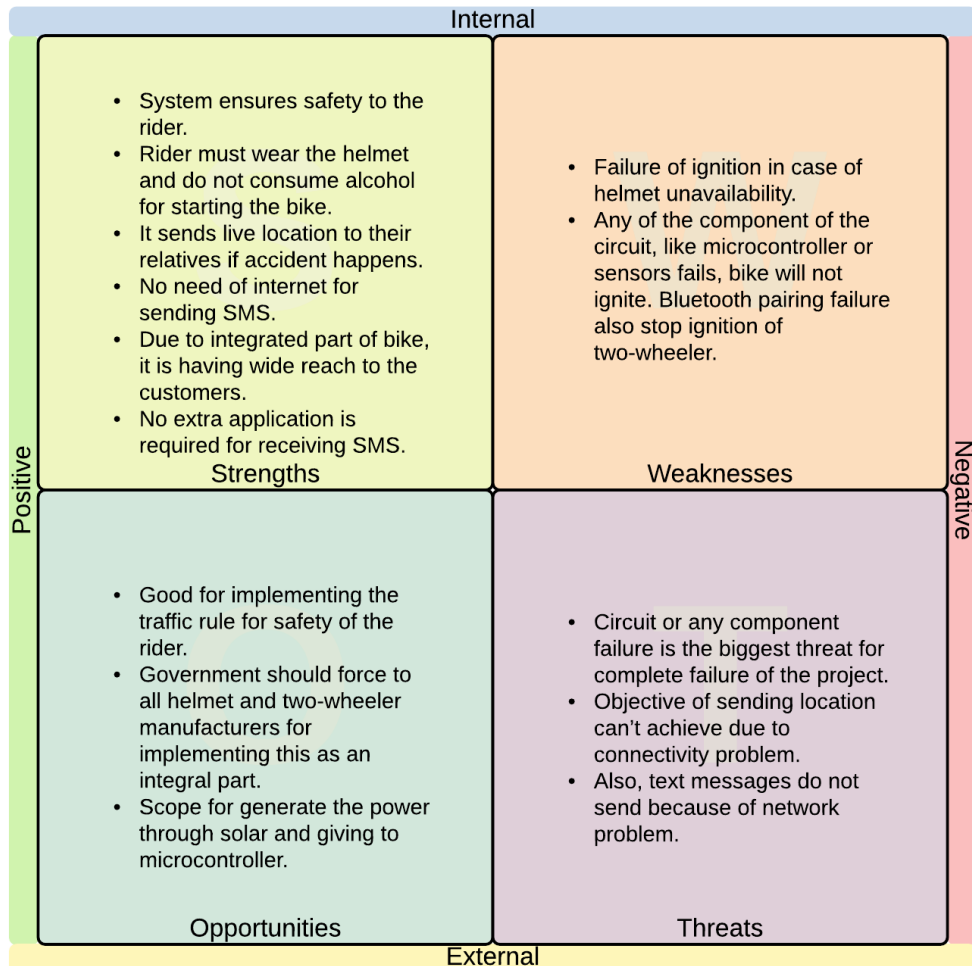 Internal
• System ensures safety to the
rider.
• Rider must wear the helmet
and do not consume alcohol
for starting the bike.
• It sends live location to their
relatives if accident happens.
• No need of internet for
sending SMS.
• Due to integrated part of bike,
it is having wide reach to the
customers.
• No extra application is
required for receiving SMS.
Strengths
• Failure of ignition in case of
helmet unavailability.
• Any of the component of the
circuit, like microcontroller or
sensors fails, bike will not
ignite. Bluetooth pairing failure
also stop ignition of
two-wheeler.
Weaknesses
Positive
Negative
• Good for implementing the
traffic rule for safety of the
rider.
• Government should force to
all helmet and two-wheeler
manufacturers for
implementing this as an
integral part.
• Scope for generate the power
through solar and giving to
microcontroller.
Opportunities
• Circuit or any component
failure is the biggest threat for
complete failure of the project.
• Objective of sending location
can’t achieve due to
connectivity problem.
• Also, text messages do not
send because of network
problem.
Threats
External
S
W
O
T